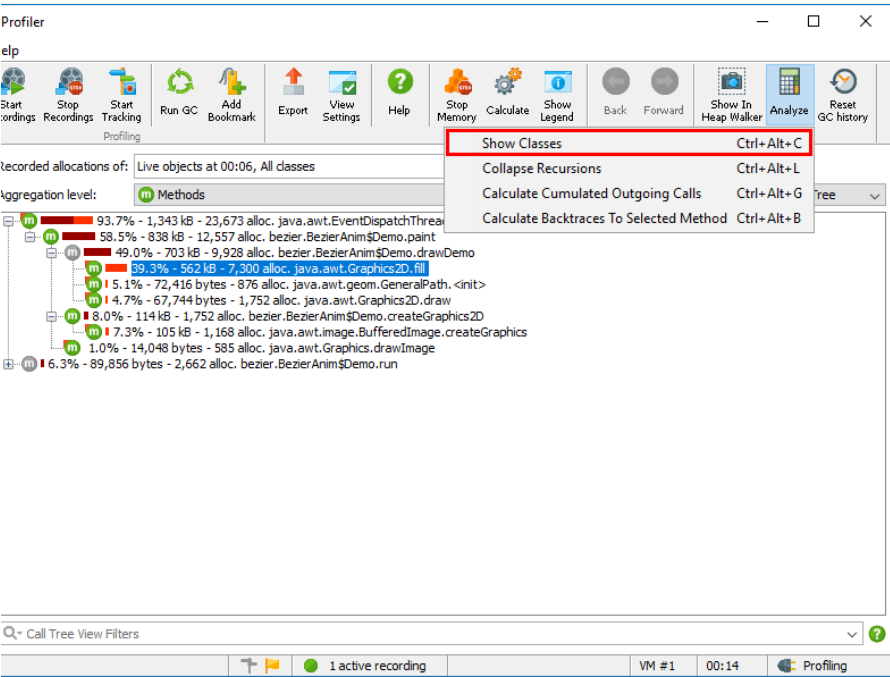 Profiler
elp
Start Recordings
Stop Recordings
Start Tracking
Run GC
Add Bookmark
Export
View Settings
Help
Stop Memory
Calculate
Show Legend
Back
Forward
Show In Heap Walker
Analyze
Reset GC history
Profiling
Show Classes Ctrl+Alt+C
Collapse Recursions Ctrl+Alt+L
Calculate Cumulated Outgoing Calls Ctrl+Alt+G
Calculate Backtraces To Selected Method Ctrl+Alt+B
Recorded allocations of: Live objects at 00:06, All classes
Aggregation level: m Methods Tree
m 93.7% - 1,343 kB - 23,673 alloc. java.awt.EventDispatchThrea
m 58.5% - 838 kB - 12,557 alloc. bezier.BezierAnim$Demo.paint
m 49.0% - 703 kB - 9,928 alloc. bezier.BezierAnim$Demo.drawDemo
m 39.3% - 562 kB - 7,300 alloc. java.awt.Graphics2D.fill
m 5.1% - 72,416 bytes - 876 alloc. java.awt.geom.GeneralPath.<init>
m 4.7% - 67,744 bytes - 1,752 alloc. java.awt.Graphics2D.draw
m 8.0% - 114 kB - 1,752 alloc. bezier.BezierAnim$Demo.createGraphics2D
m 7.3% - 105 kB - 1,168 alloc. java.awt.image.BufferedImage.createGraphics
m 1.0% - 14,048 bytes - 585 alloc. java.awt.Graphics.drawImage
m 6.3% - 89,856 bytes - 2,662 alloc. bezier.BezierAnim$Demo.run
Call Tree View Filters
1 active recording VM #1 00:14 Profiling